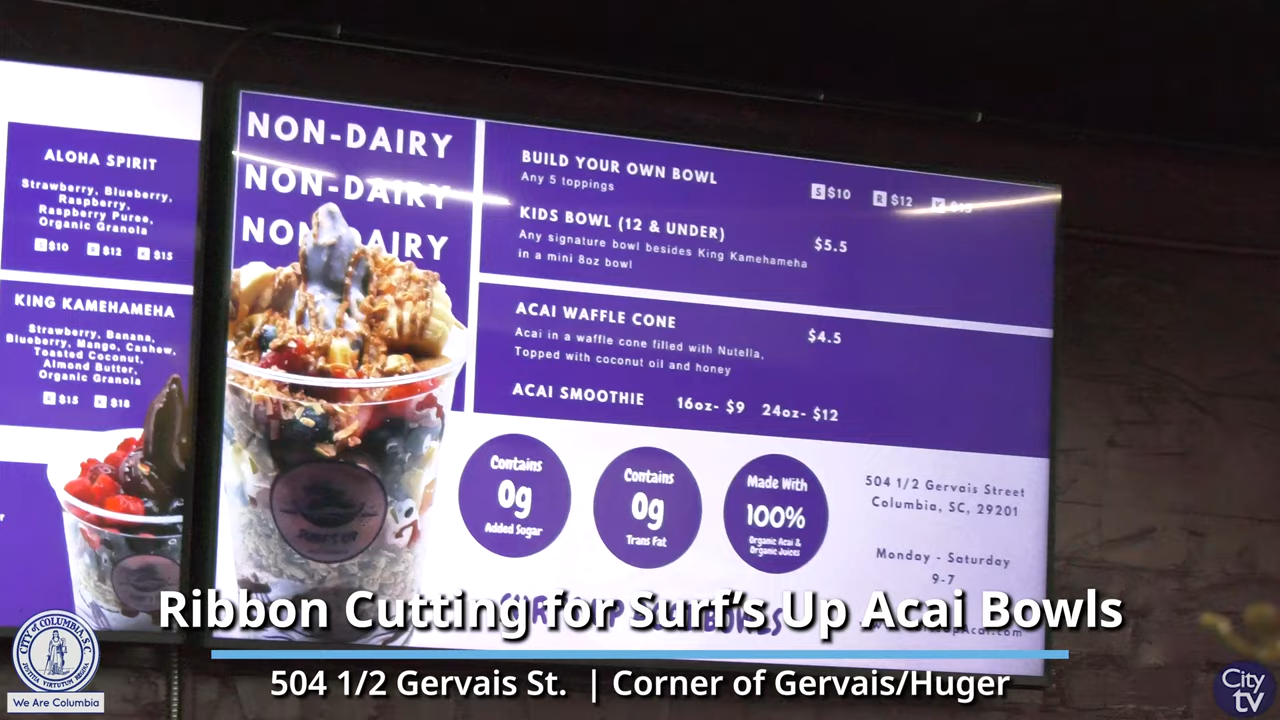 ALOHA SPIRIT
Strawberry, Blueberry,
Raspberry,
Raspberry Puree,
Organic Granola
$10 R $12 $15
KING KAMEHAMEHA
Strawberry, Banana,
Blueberry, Mango, Cashew,
Toasted Coconut,
Almond Butter,
Organic Granola
$15 $18
NON-DAIRY
NON-DAIRY
NON-DAIRY
BUILD YOUR OWN BOWL
Any 5 toppings
S $10 R $12
KIDS BOWL (12 & UNDER)
$5.5
Any signature bowl besides King Kamehameha
in a mini 8oz bowl
ACAI WAFFLE CONE
$4.5
Acai in a waffle cone filled with Nutella,
Topped with coconut oil and honey
ACAI SMOOTHIE 16oz- $9 24oz- $12
Contains
0g
Added Sugar
Contains
0g
Trans Fat
Made With
100%
Organic Acai &
Organic Juices
504 1/2 Gervais Street
Columbia, SC, 29201
Monday - Saturday
9-7
SURF'S UP
Ribbon Cutting for Surf's Up Acai Bowls
504 1/2 Gervais St. | Corner of Gervais/Huger
CITY of COLUMBIA, S.C.
We Are Columbia
City
tv